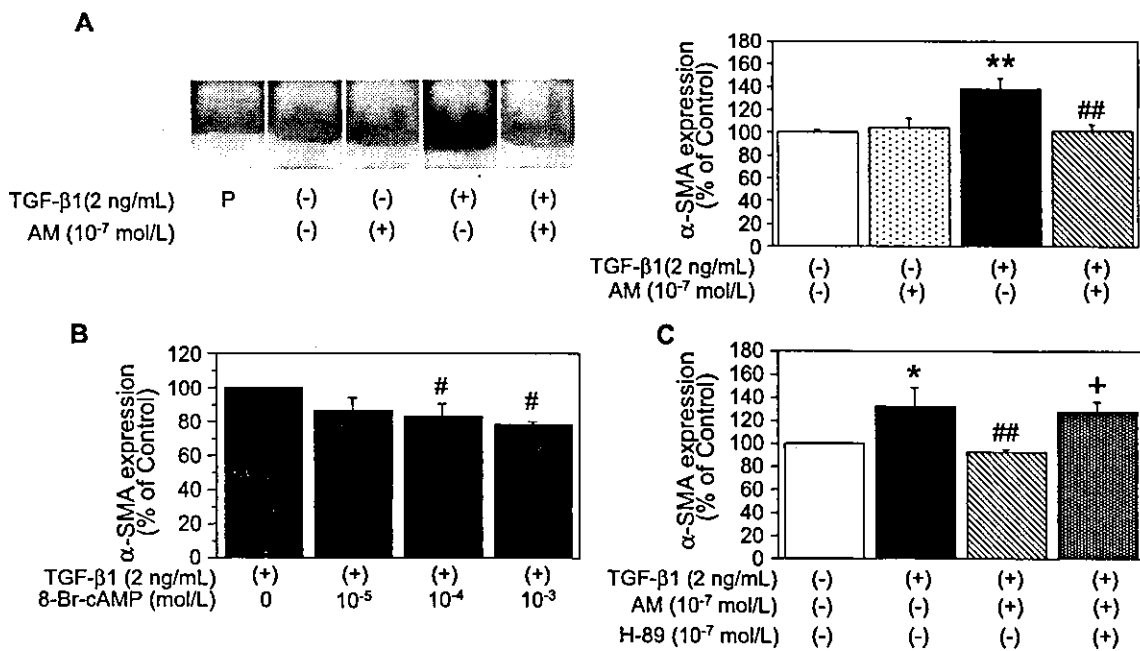 A
TGF-β1(2 ng/mL) P (-) (-) (+) (+)
AM (10⁻⁷ mol/L) (-) (+) (-) (+)
α-SMA expression
(% of Control)
180
160
140
120
100
80
60
40
20
0
**
##
TGF-β1(2 ng/mL) (-) (-) (+) (+)
AM (10⁻⁷ mol/L) (-) (+) (-) (+)
B
α-SMA expression
(% of Control)
120
100
80
60
40
20
0
#
#
TGF-β1 (2 ng/mL) (+) (+) (+) (+)
8-Br-cAMP (mol/L) 0 10⁻⁵ 10⁻⁴ 10⁻³
C
α-SMA expression
(% of Control)
180
160
140
120
100
80
60
40
20
0
*
##
+
TGF-β1 (2 ng/mL) (-) (+) (+) (+)
AM (10⁻⁷ mol/L) (-) (-) (+) (+)
H-89 (10⁻⁷ mol/L) (-) (-) (-) (+)